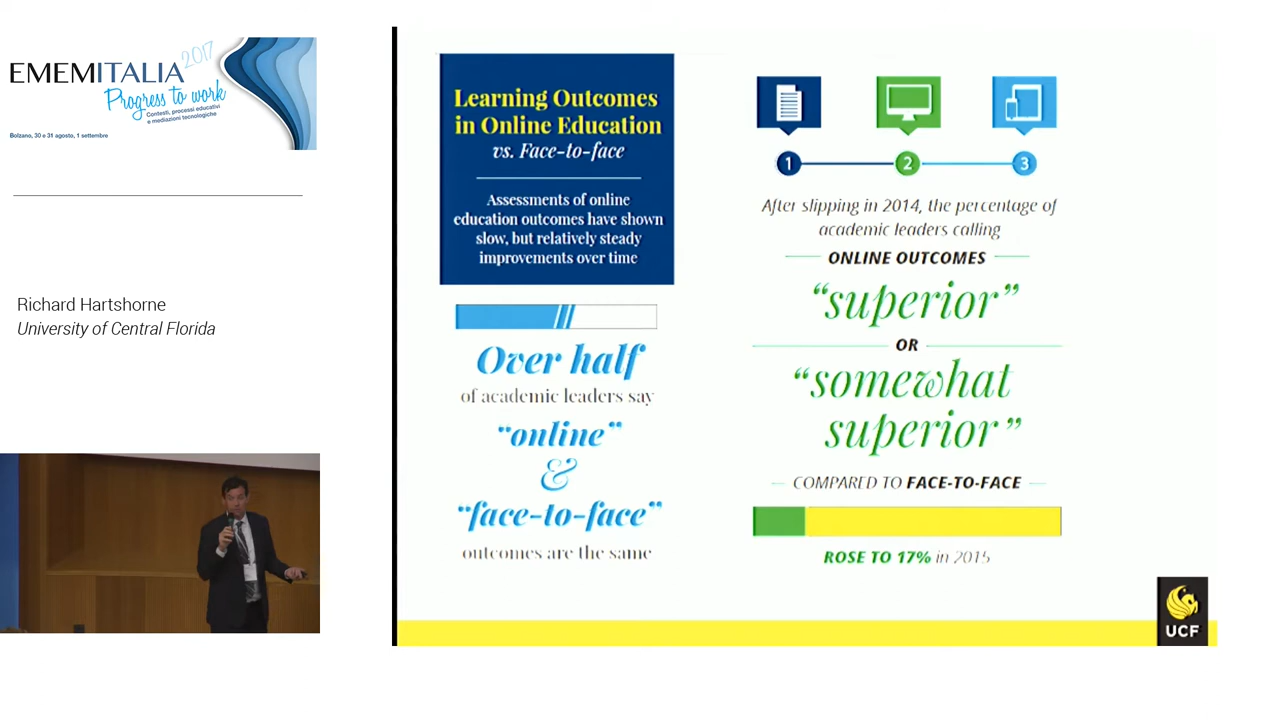 EMEMITALIA 2017
Progress to work
Contesti, processi educativi
e mediazioni tecnologiche
Bolzano, 30 e 31 agosto, 1 settembre
Richard Hartshorne
University of Central Florida
Learning Outcomes
in Online Education
vs. Face-to-face
Assessments of online
education outcomes have shown
slow, but relatively steady
improvements over time
Over half
of academic leaders say
“online”
&
“face-to-face”
outcomes are the same
1 2 3
After slipping in 2014, the percentage of
academic leaders calling
ONLINE OUTCOMES
“superior”
OR
“somewhat
superior”
COMPARED TO FACE-TO-FACE
ROSE TO 17% in 2015
UCF